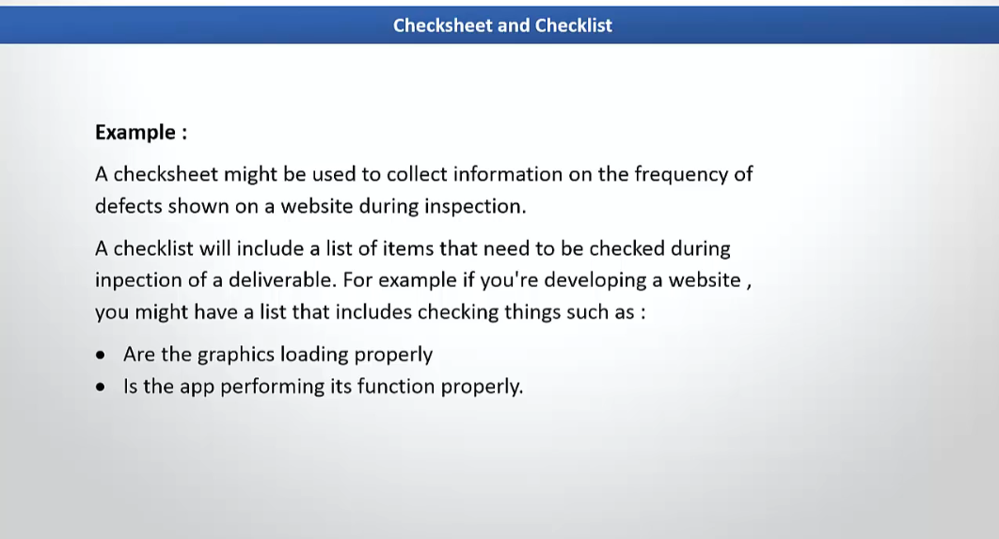 Checksheet and Checklist
Example :
A checksheet might be used to collect information on the frequency of
defects shown on a website during inspection.
A checklist will include a list of items that need to be checked during
inpection of a deliverable. For example if you're developing a website ,
you might have a list that includes checking things such as :
• Are the graphics loading properly
• Is the app performing its function properly.